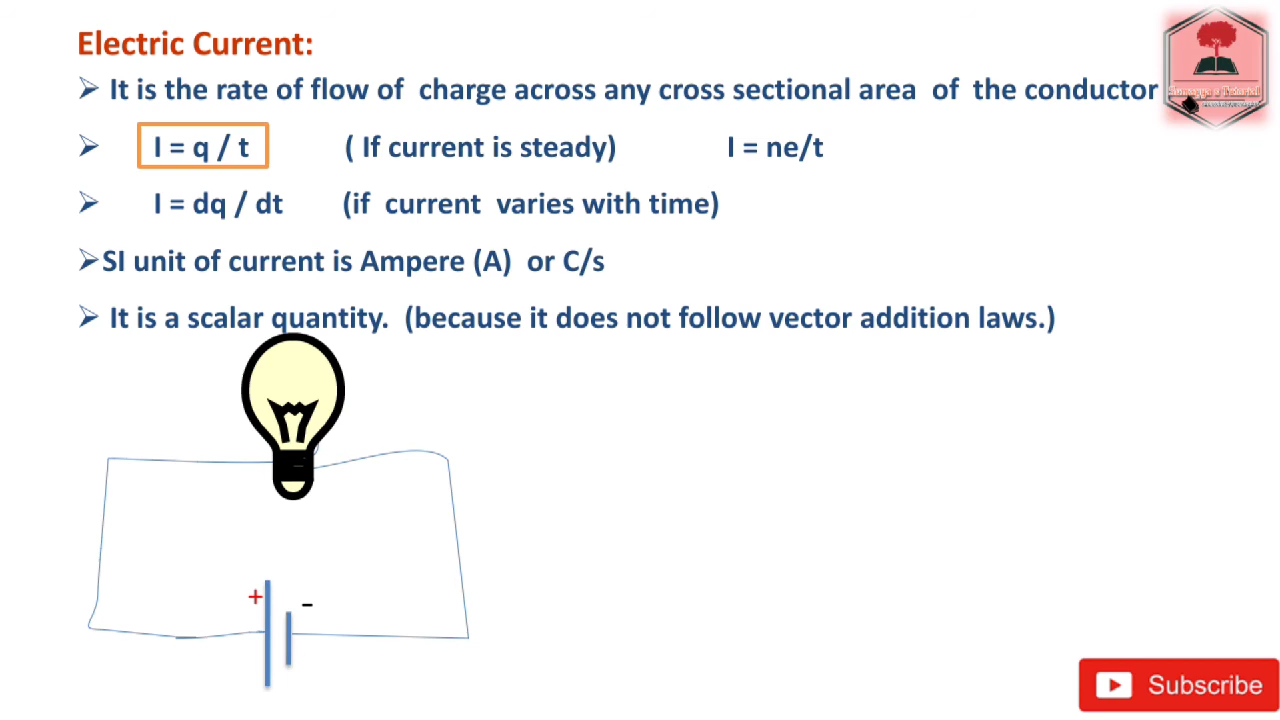 Electric Current:
➢ It is the rate of flow of charge across any cross sectional area of the conductor
➢ I = q / t ( If current is steady) I = ne/t
➢ I = dq / dt (if current varies with time)
➢SI unit of current is Ampere (A) or C/s
➢ It is a scalar quantity. (because it does not follow vector addition laws.)
+ -
Subscribe